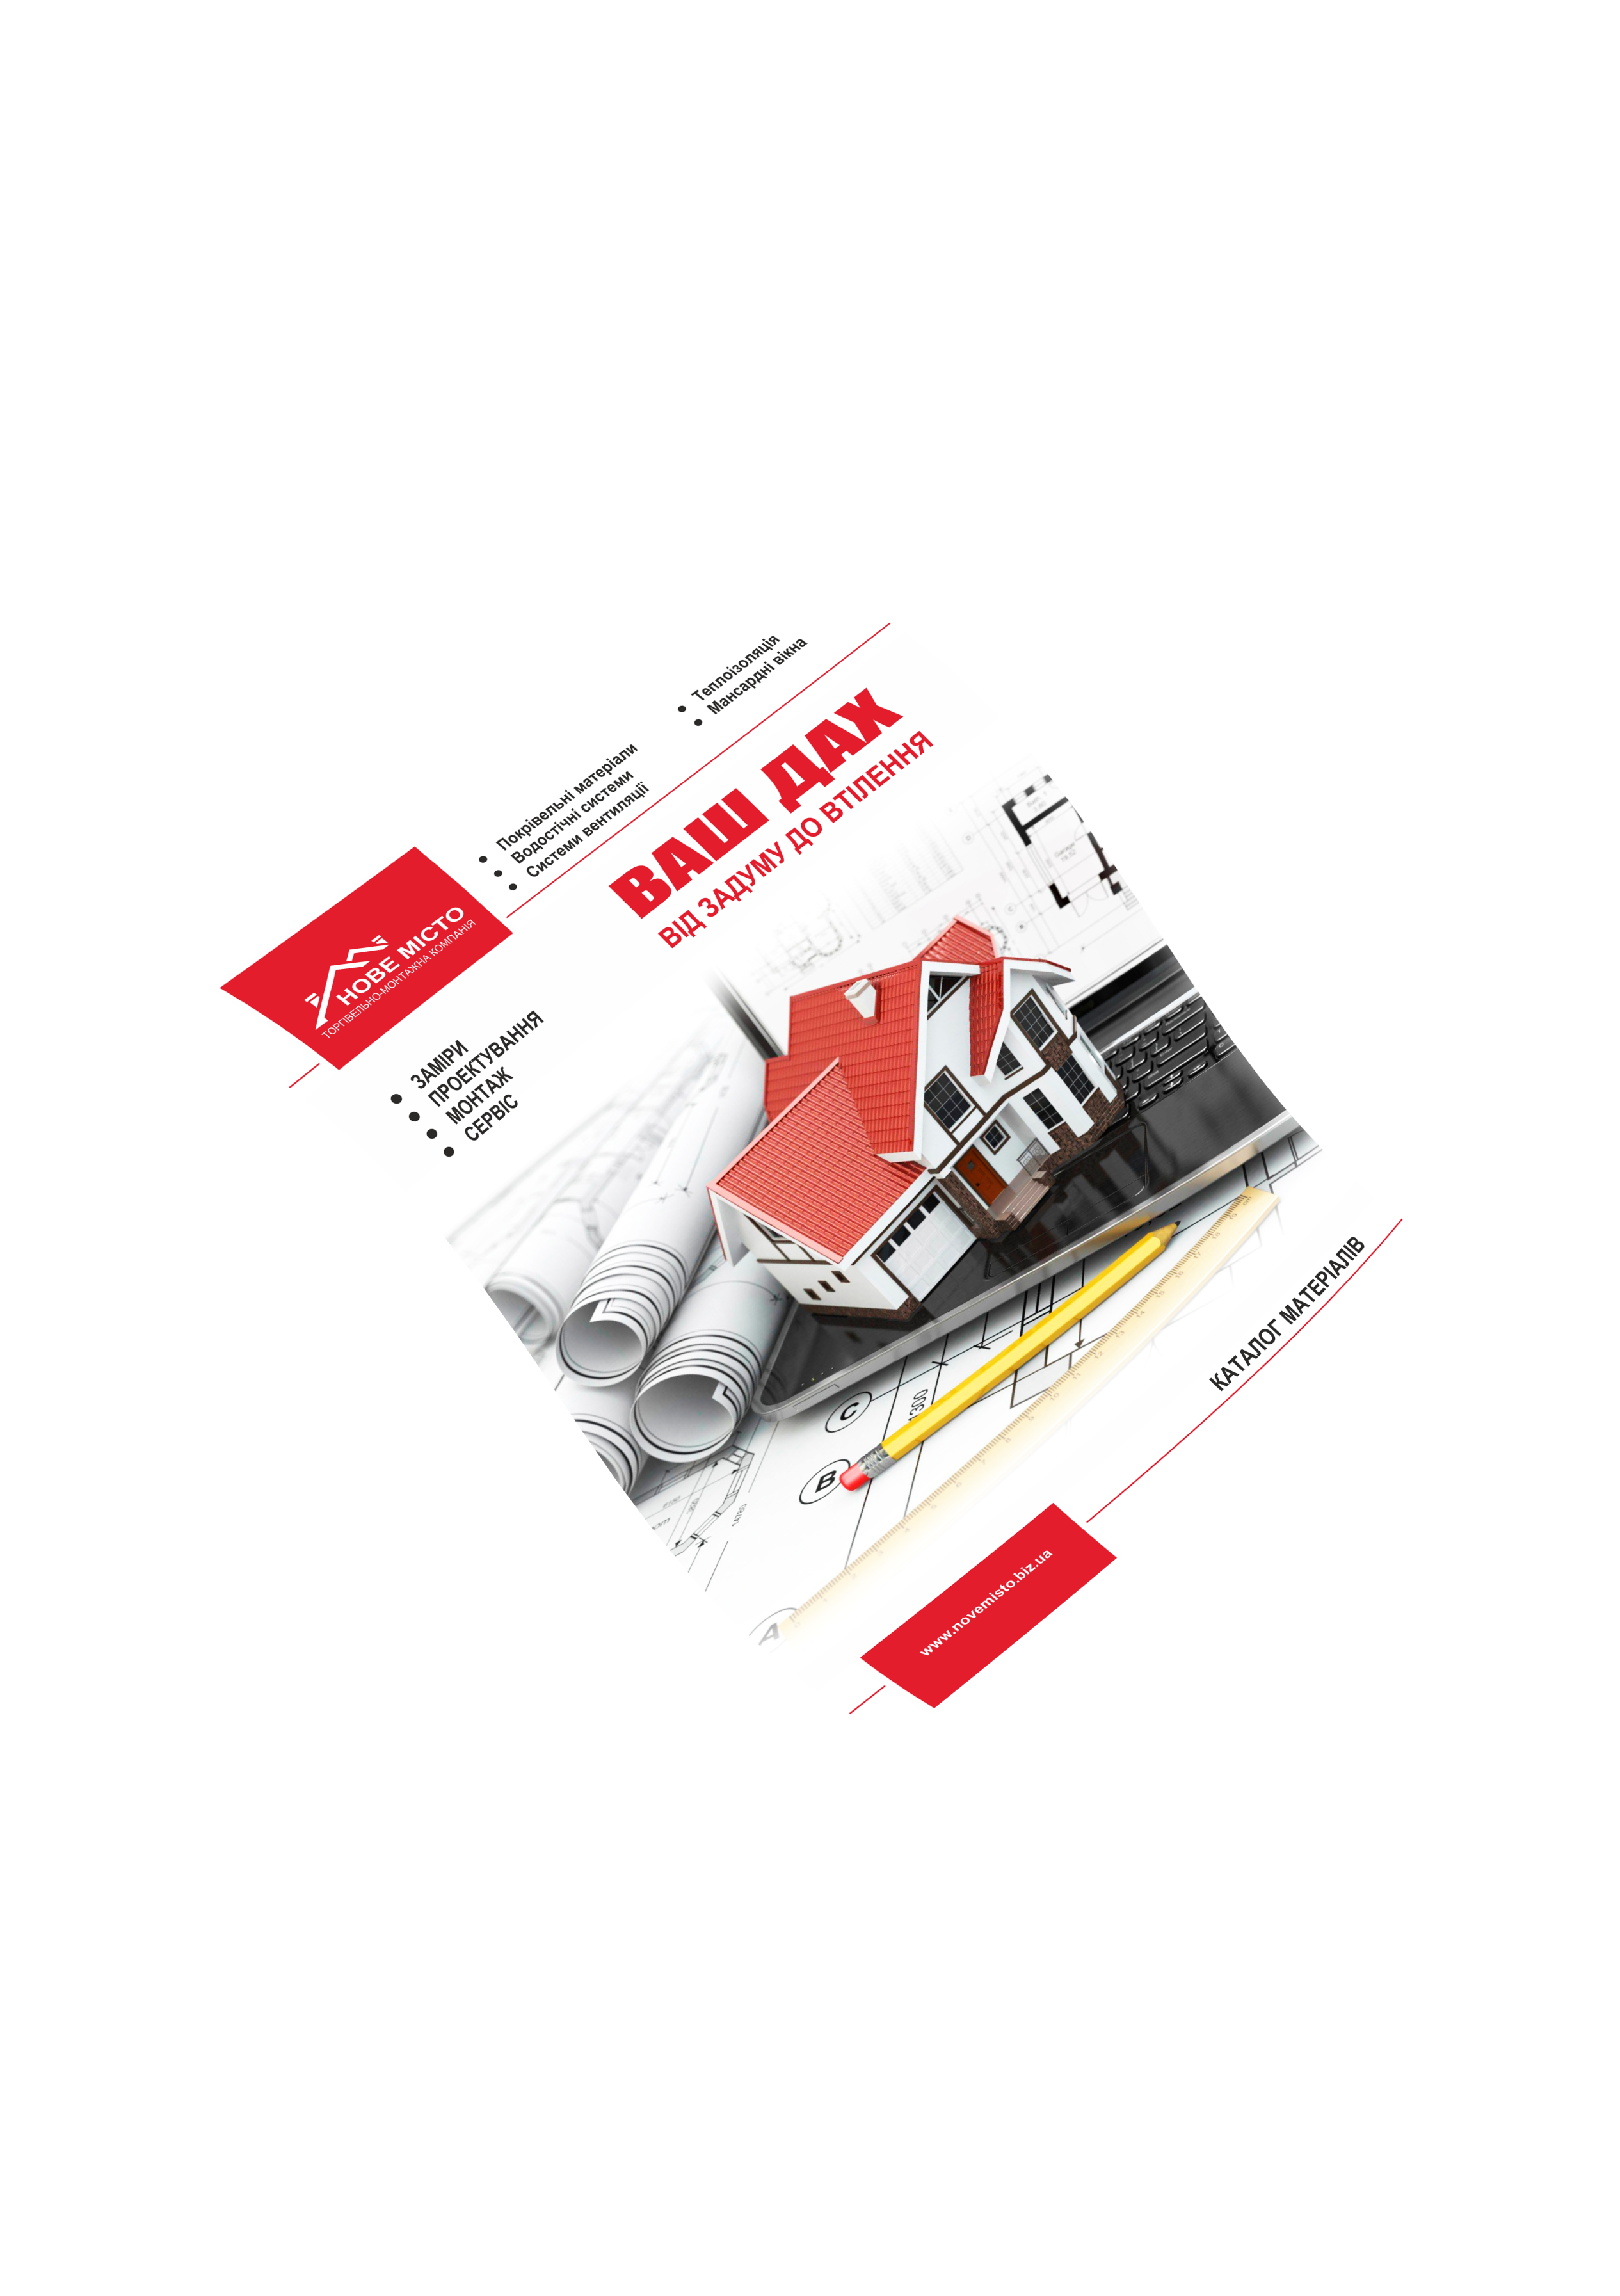 НОВЕ МІСТО
ТОРГІВЕЛЬНО-МОНТАЖНА КОМПАНІЯ
Покрівельні матеріали
Водостічні системи
Системи вентиляції
Теплоізоляція
Мансардні вікна
ВАШ ДАХ
ВІД ЗАДУМУ ДО ВТІЛЕННЯ
ЗАМІРИ
ПРОЕКТУВАННЯ
МОНТАЖ
СЕРВІС
C
1300
B
A
КАТАЛОГ МАТЕРІАЛІВ
www.novemisto.biz.ua